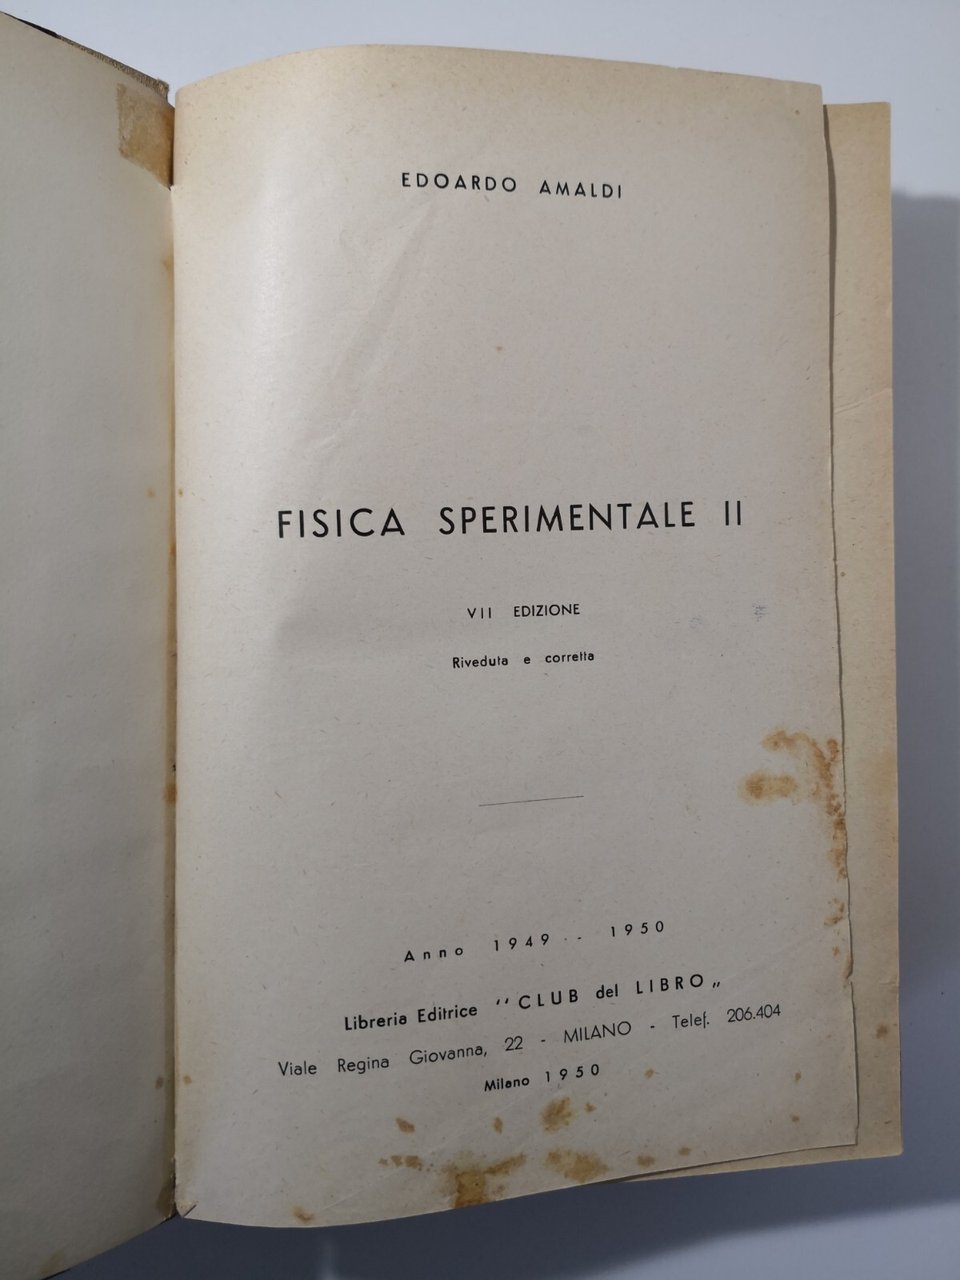 EDOARDO AMALDI
FISICA SPERIMENTALE II
VII EDIZIONE
Riveduta e corretta
Anno 1949 - 1950
Libreria Editrice "CLUB del LIBRO„
Viale Regina Giovanna, 22 - MILANO - Telef. 206.404
Milano 1950